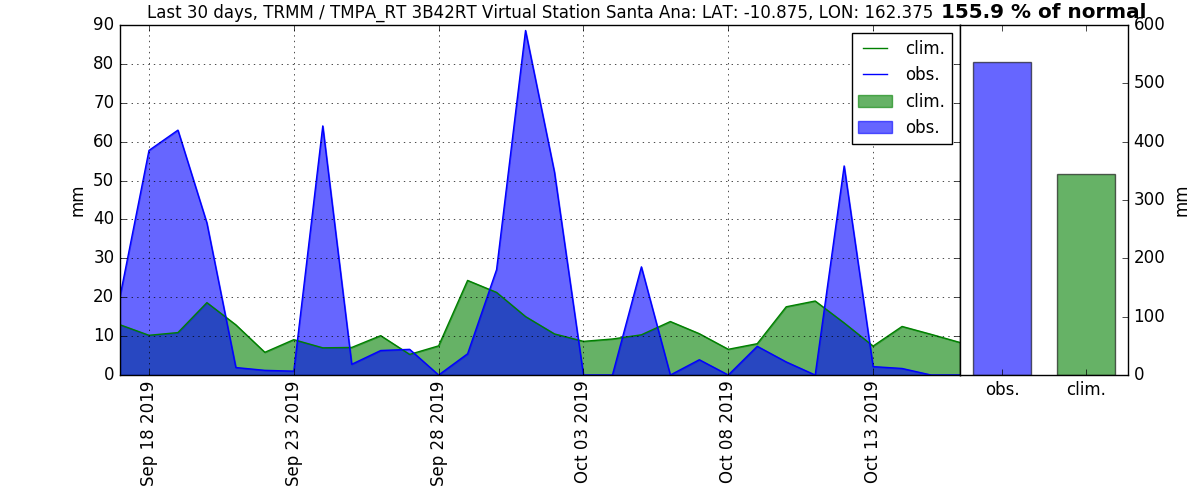 Last 30 days, TRMM / TMPA_RT 3B42RT Virtual Station Santa Ana: LAT: -10.875, LON: 162.375 155.9 % of normal
90
80
70
60
50
40
30
20
10
0
mm
clim.
obs.
clim.
obs.
Sep 18 2019
Sep 23 2019
Sep 28 2019
Oct 03 2019
Oct 08 2019
Oct 13 2019
600
500
400
300
200
100
0
mm
obs.
clim.